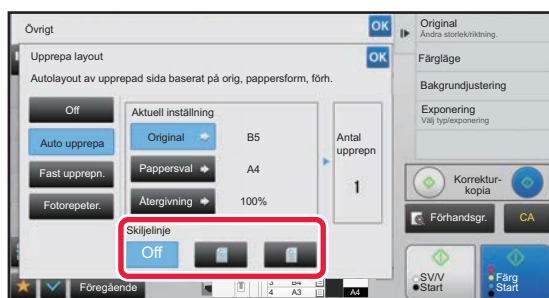 Övrigt
OK
Upprepa layout
OK
Autolayout av upprepad sida baserat på orig, pappersform, förh.
Off
Auto upprepa
Fast upprepn.
Fotorepeter.
Aktuell inställning
Original
B5
Pappersval
A4
Återgivning
100%
Antal
upprepn
1
Skiljelinje
Off
Föregående
3 B4
4 A3
A4
Original
Ändra storlek/riktning.
Färgläge
Bakgrundjustering
Exponering
Välj typ/exponering
Korrektur-
kopia
Förhandsgr.
CA
SV/V
Start
Färg
Start